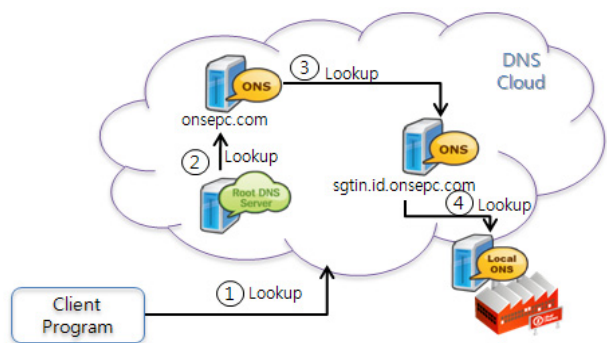 DNS
Cloud
③ Lookup
ONS
onsepc.com
② Lookup
ONS
sgtin.id.onsepc.com
Root DNS
Server
④ Lookup
Local
ONS
① Lookup
Client
Program